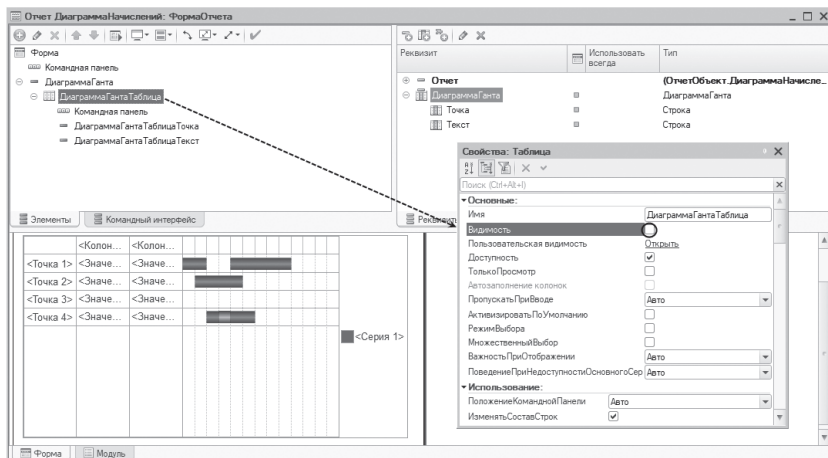 Отчет ДиаграммаНачислений: ФормаОтчета
Форма
Командная панель
ДиаграммаГанта
ДиаграммаГантаТаблица
Командная панель
ДиаграммаГантаТаблицаТочка
ДиаграммаГантаТаблицаТекст
Элементы
Командный интерфейс
Реквизит
Использовать всегда
Тип
Отчет
(ОтчетОбъект.ДиаграммаНачисле...
ДиаграммаГанта
ДиаграммаГанта
Точка
Строка
Текст
Строка
Реквизиты
Свойства: Таблица
Поиск (Ctrl+Alt+I)
Основные:
Имя
ДиаграммаГантаТаблица
Видимость
Пользовательская видимость
Открыть
Доступность
ТолькоПросмотр
Автозаполнение колонок
ПропускатьПриВводе
Авто
АктивизироватьПоУмолчанию
РежимВыбора
МножественныйВыбор
ВажностьПриОтображении
Авто
ПоведениеПриНедоступностиОсновногоСер
Авто
Использование:
ПоложениеКоманднойПанели
Авто
ИзменятьСоставСтрок
<Колон... <Колон...
<Точка 1> <Значе... <Значе...
<Точка 2> <Значе... <Значе...
<Точка 3> <Значе... <Значе...
<Точка 4> <Значе... <Значе...
<Серия 1>
Форма
Модуль